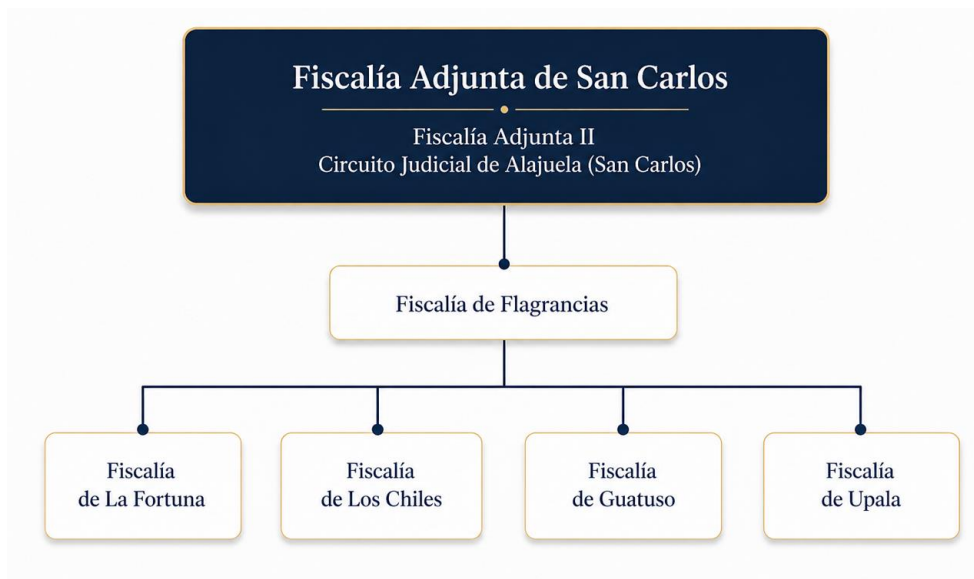 Fiscalía Adjunta de San Carlos
Fiscalía Adjunta II
Circuito Judicial de Alajuela (San Carlos)
Fiscalía de Flagrancias
Fiscalía
de La Fortuna
Fiscalía
de Los Chiles
Fiscalía
de Guatuso
Fiscalía
de Upala